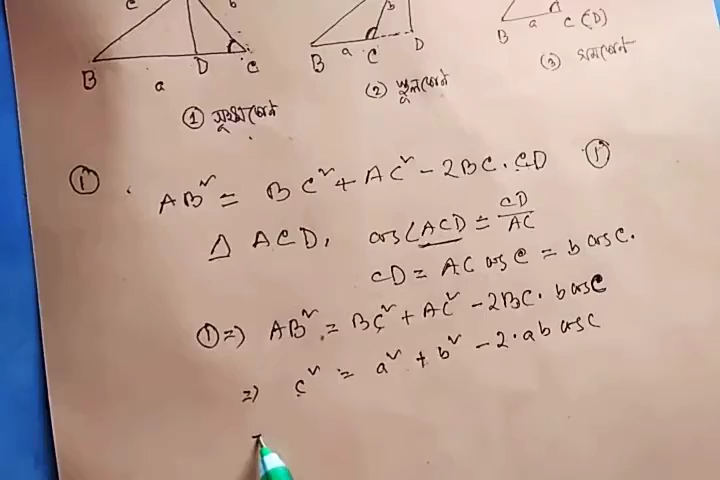 c b b
B a D C B a C D B a C (D)
① সূক্ষ্মকোণ (2) স্থূলকোণ (3) সমকোণ
① AB² = BC² + AC² - 2BC·CD ①
△ ACD, cos∠ACD = CD/AC
CD = AC cos C = b cos C.
① ⇒) AB² = BC² + AC² - 2BC· b cos C
=) c² = a² + b² - 2·ab cos C